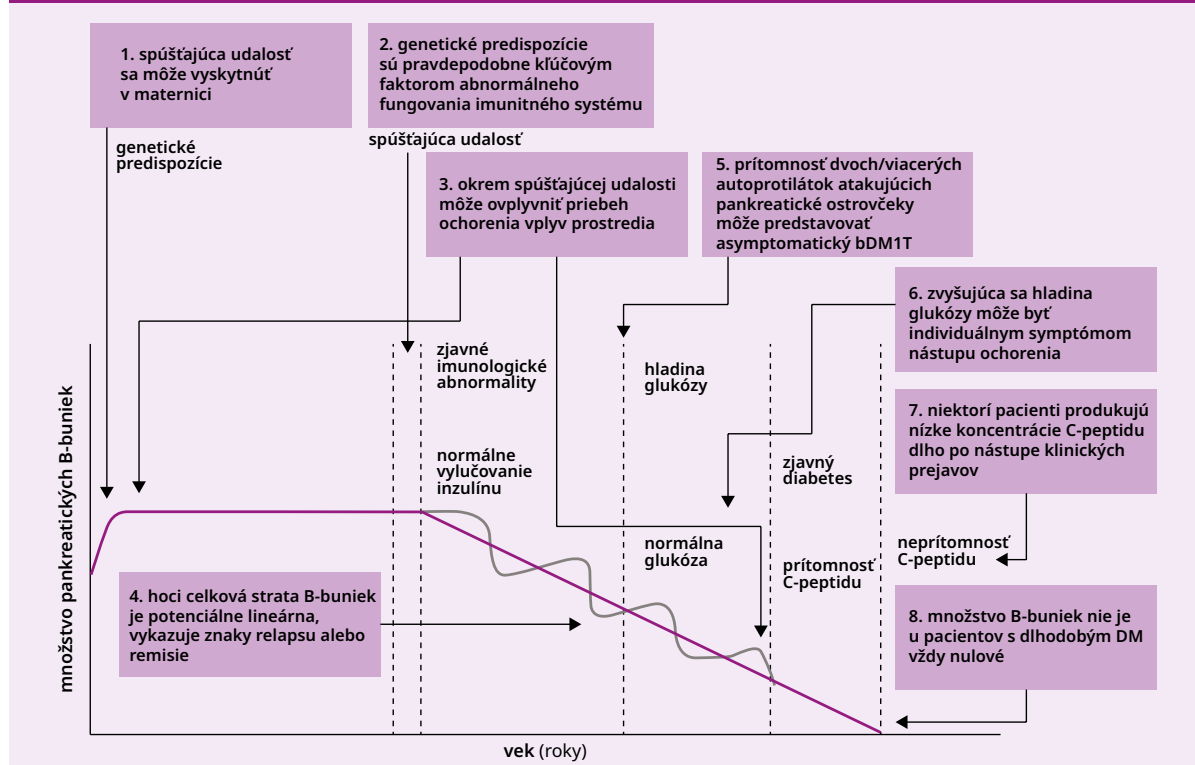 1. spúšťajúca udalosť
sa môže vyskytnúť
v maternici
2. genetické predispozície
sú pravdepodobne kľúčovým
faktorom abnormálneho
fungovania imunitného systému
genetické
predispozície
spúšťajúca udalosť
3. okrem spúšťajúcej udalosti
môže ovplyvniť priebeh
ochorenia vplyv prostredia
5. prítomnosť dvoch/viacerých
autoprotilátok atakujúcich
pankreatické ostrovčeky
môže predstavovať
asymptomatický bDM1T
6. zvyšujúca sa hladina
glukózy môže byť
individuálnym symptómom
nástupu ochorenia
zjavné
imunologické
abnormality
hladina
glukózy
7. niektorí pacienti produkujú
nízke koncentrácie C-peptidu
dlho po nástupe klinických
prejavov
normálne
vylučovanie
inzulínu
zjavný
diabetes
normálna
glukóza
prítomnosť
C-peptidu
neprítomnosť
C-peptidu
4. hoci celková strata B-buniek
je potenciálne lineárna,
vykazuje znaky relapsu alebo
remisie
8. množstvo B-buniek nie je
u pacientov s dlhodobým DM
vždy nulové
množstvo pankreatických B-buniek
vek (roky)